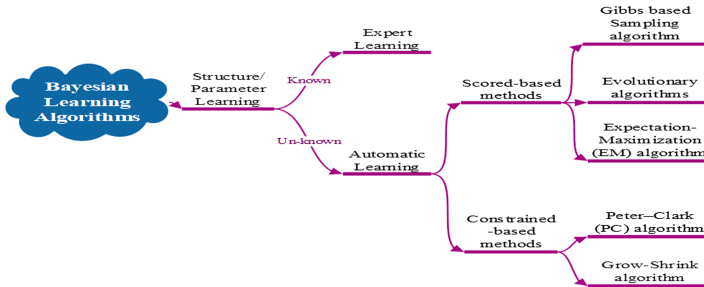 Bayesian
Learning
Algorithms
Structure/
Parameter
Learning
Known
Un-known
Expert
Learning
Automatic
Learning
Scored-based
methods
Constrained
-based
methods
Gibbs based
Sampling
algorithm
Evolutionary
algorithms
Expectation-
Maximization
(EM) algorithm
Peter–Clark
(PC) algorithm
Grow-Shrink
algorithm